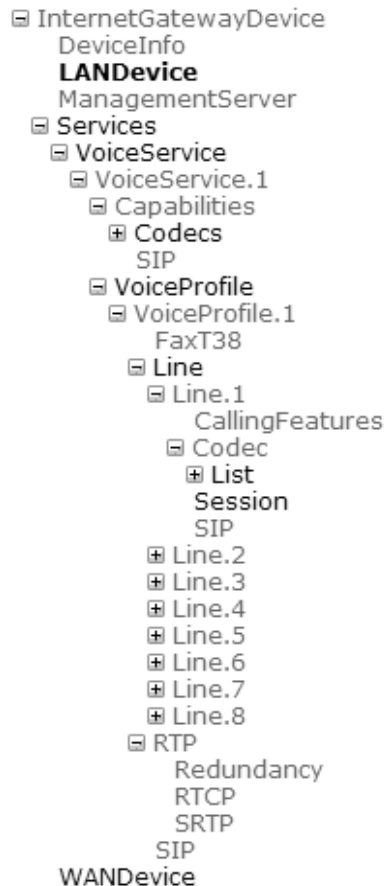 InternetGatewayDevice
DeviceInfo
LANDevice
ManagementServer
Services
VoiceService
VoiceService.1
Capabilities
Codecs
SIP
VoiceProfile
VoiceProfile.1
FaxT38
Line
Line.1
CallingFeatures
Codec
List
Session
SIP
Line.2
Line.3
Line.4
Line.5
Line.6
Line.7
Line.8
RTP
Redundancy
RTCP
SRTP
SIP
WANDevice